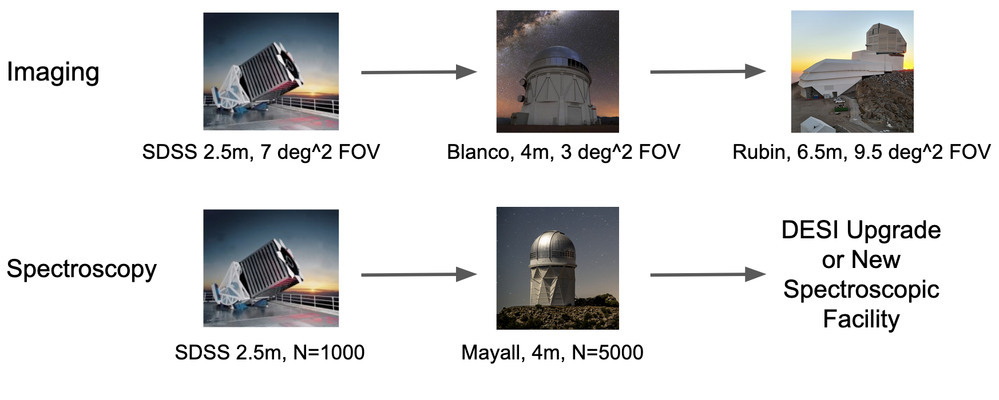 Imaging
SDSS 2.5m, 7 deg^2 FOV
Blanco, 4m, 3 deg^2 FOV
Rubin, 6.5m, 9.5 deg^2 FOV
Spectroscopy
SDSS 2.5m, N=1000
Mayall, 4m, N=5000
DESI Upgrade
or New
Spectroscopic
Facility